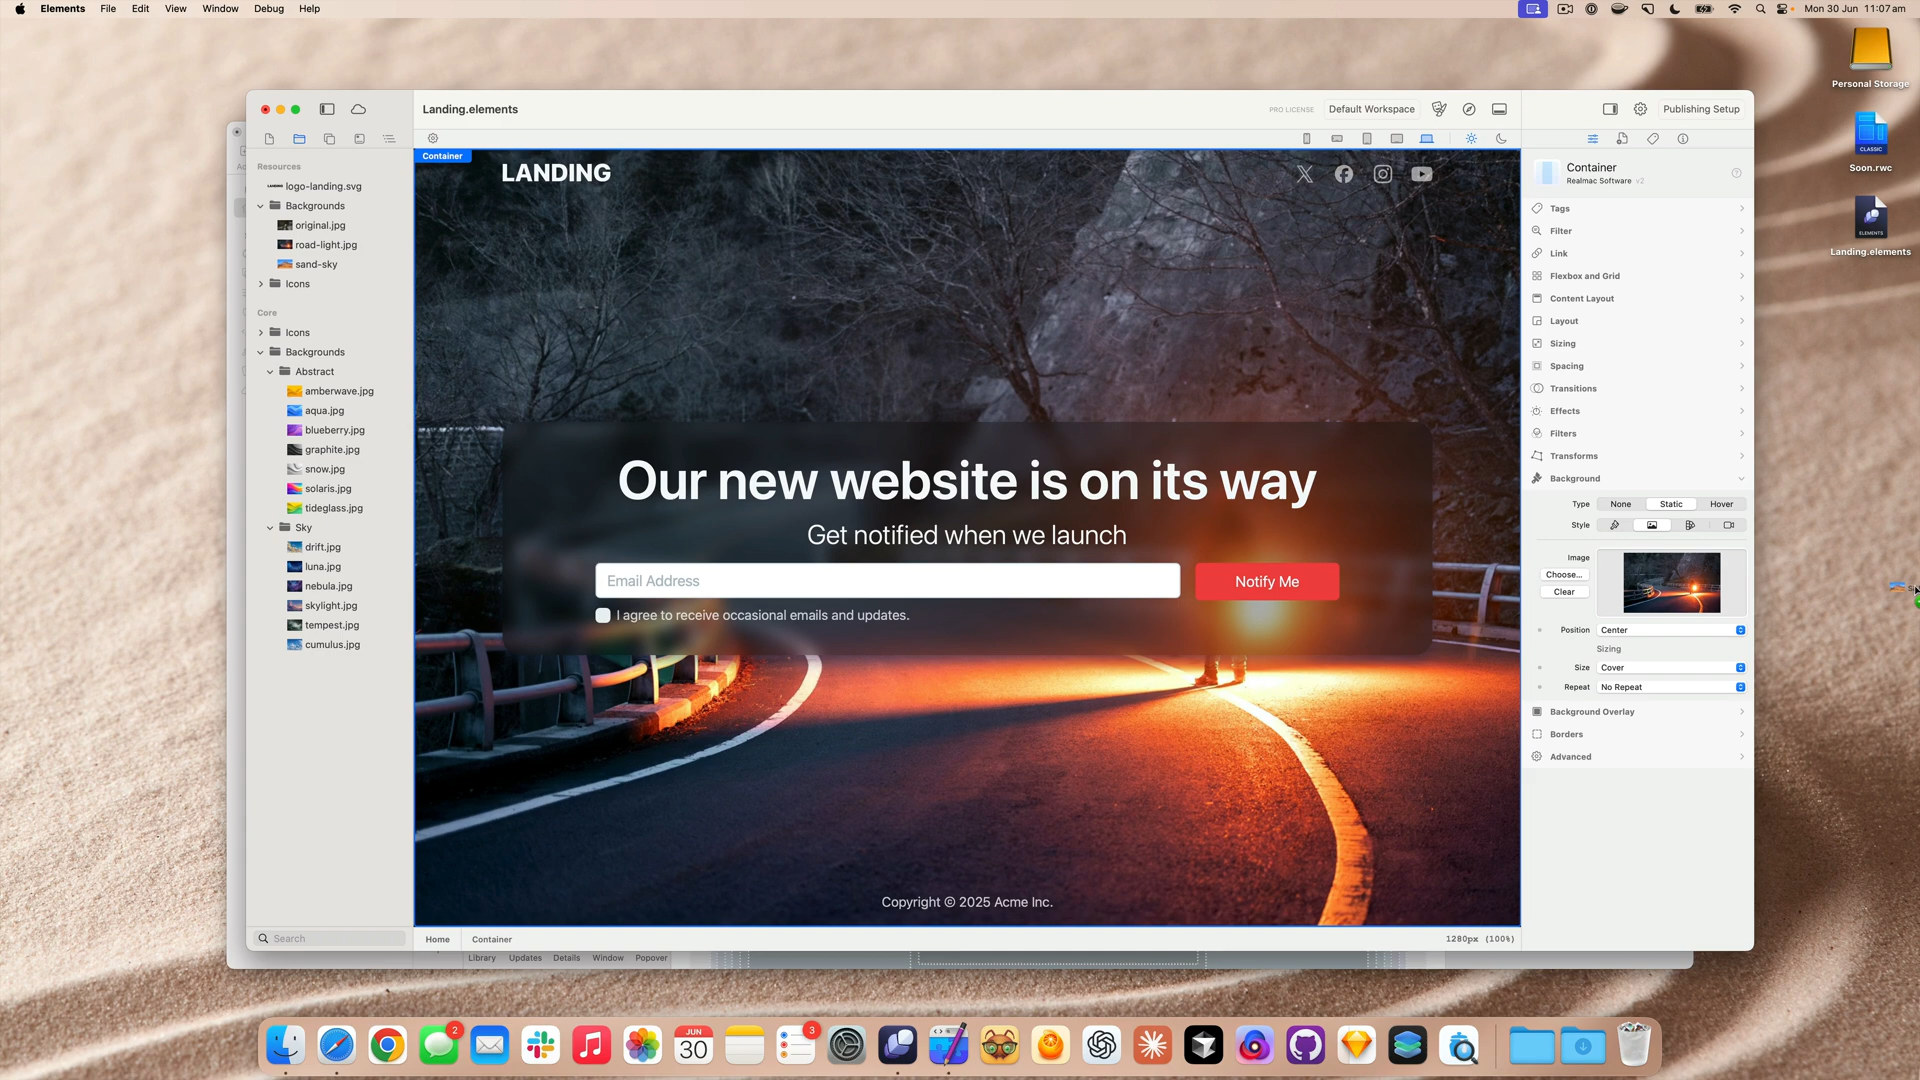 Elements File Edit View Window Debug Help
Mon 30 Jun 11:07am
Personal Storage
CLASSIC
Soon.rwc
ELEMENTS
Landing.elements
Landing.elements
PRO LICENSE
Default Workspace
Publishing Setup
Resources
logo-landing.svg
Backgrounds
original.jpg
road-light.jpg
sand-sky
Icons
Core
Icons
Backgrounds
Abstract
amberwave.jpg
aqua.jpg
blueberry.jpg
graphite.jpg
snow.jpg
solaris.jpg
tideglass.jpg
Sky
drift.jpg
luna.jpg
nebula.jpg
skylight.jpg
tempest.jpg
cumulus.jpg
Search
Container
LANDING
Our new website is on its way
Get notified when we launch
Email Address
Notify Me
I agree to receive occasional emails and updates.
Copyright © 2025 Acme Inc.
Home
Container
1280px (100%)
Container
Realmac Software v2
Tags
Filter
Link
Flexbox and Grid
Content Layout
Layout
Sizing
Spacing
Transitions
Effects
Filters
Transforms
Background
Type None Static Hover
Style
Image
Choose...
Clear
Position Center
Sizing
Size Cover
Repeat No Repeat
Background Overlay
Borders
Advanced
Library Updates Details Window Popover
2
JUN
30
3